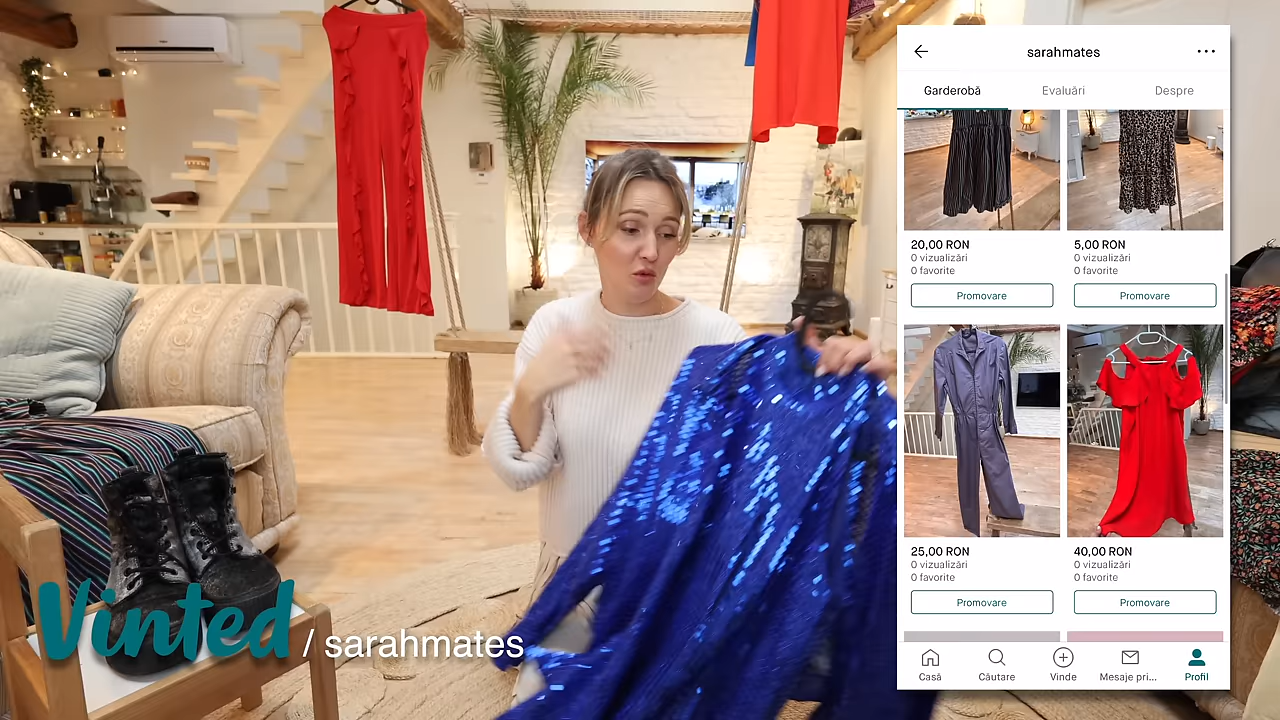 sarahmates
Garderobă Evaluări Despre
20,00 RON 5,00 RON
0 vizualizări 0 vizualizări
0 favorite 0 favorite
Promovare Promovare
25,00 RON 40,00 RON
0 vizualizări 0 vizualizări
0 favorite 0 favorite
Promovare Promovare
Casă Căutare Vinde Mesaje pri... Profil
Vinted / sarahmates